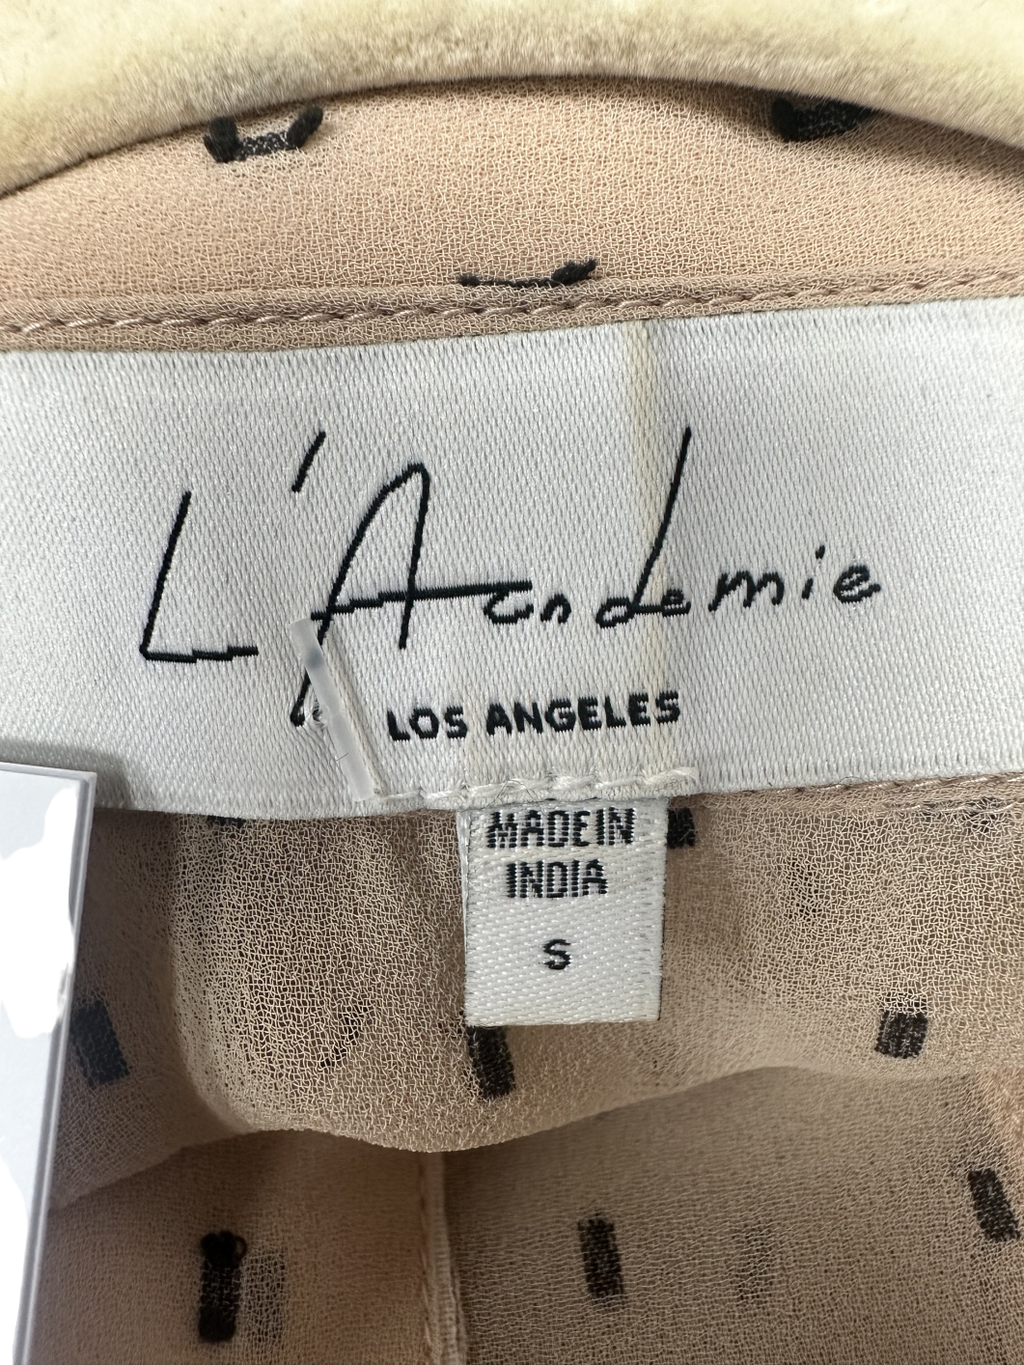 L'Academie
LOS ANGELES
MADE IN
INDIA
S